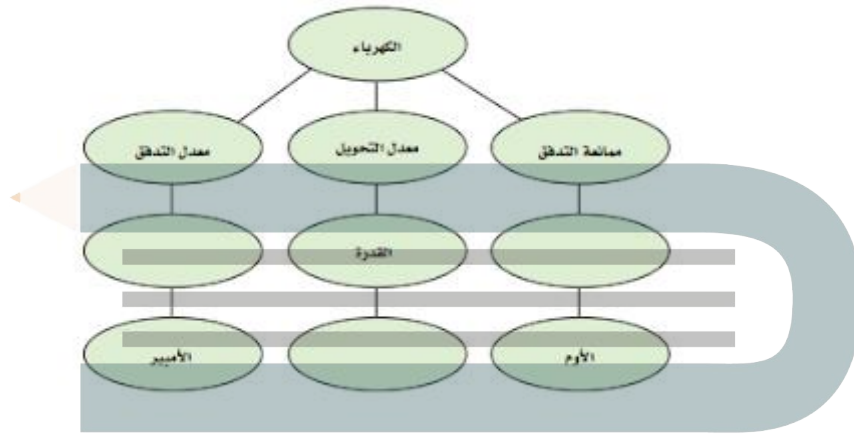 الكهرباء
ممانعة التدفق
معدل التحويل
معدل التدفق
القدرة
الأوم
الأمبير